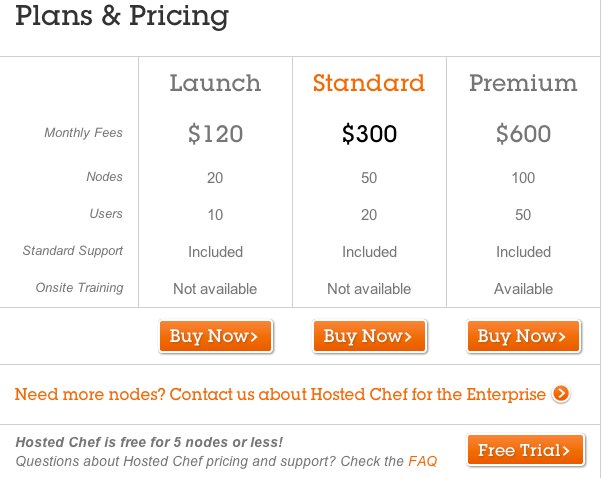 Plans & Pricing
Launch Standard Premium
Monthly Fees $120 $300 $600
Nodes 20 50 100
Users 10 20 50
Standard Support Included Included Included
Onsite Training Not available Not available Available
Buy Now> Buy Now> Buy Now>
Need more nodes? Contact us about Hosted Chef for the Enterprise >
Hosted Chef is free for 5 nodes or less!
Questions about Hosted Chef pricing and support? Check the FAQ
Free Trial>